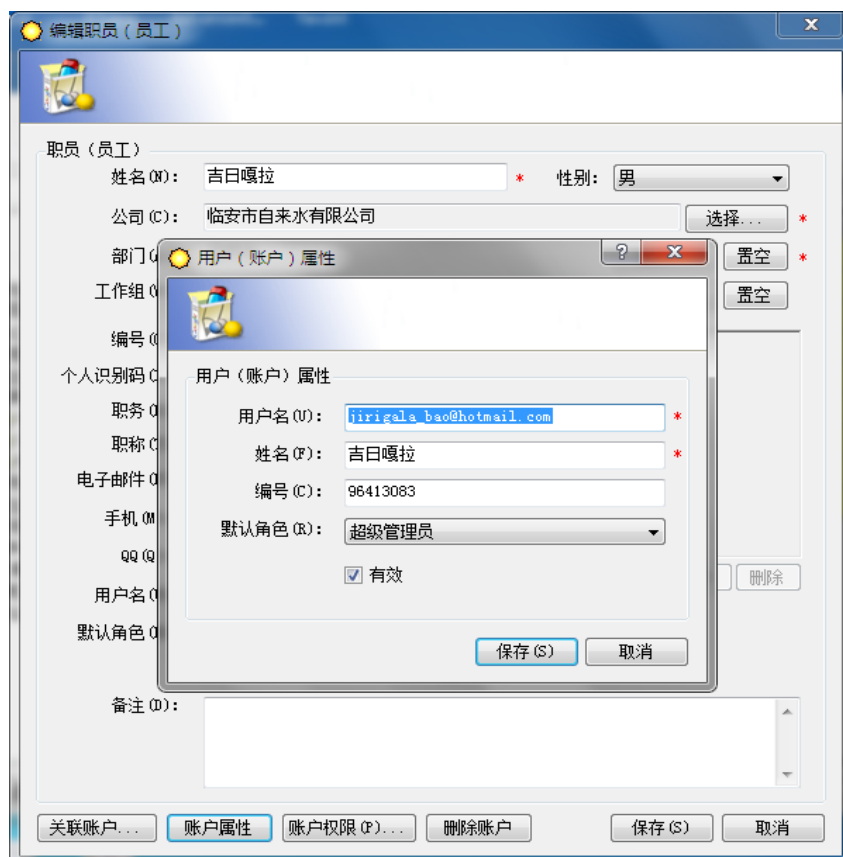 编辑职员（员工）
职员（员工）
姓名(N): 吉日嘎拉 * 性别: 男
公司(C): 临安市自来水有限公司 选择... *
部门( 置空 *
工作组( 置空
用户（账户）属性
编号(
个人识别码(
职务(
职称(
电子邮件(
手机(M
QQ(Q
用户名(
默认角色(
用户（账户）属性
用户名(U): jirigala_bao@hotmail.com *
姓名(F): 吉日嘎拉 *
编号(C): 96413083
默认角色(R): 超级管理员
有效
删除
保存(S) 取消
备注(D):
关联账户... 账户属性 账户权限(P)... 删除账户 保存(S) 取消